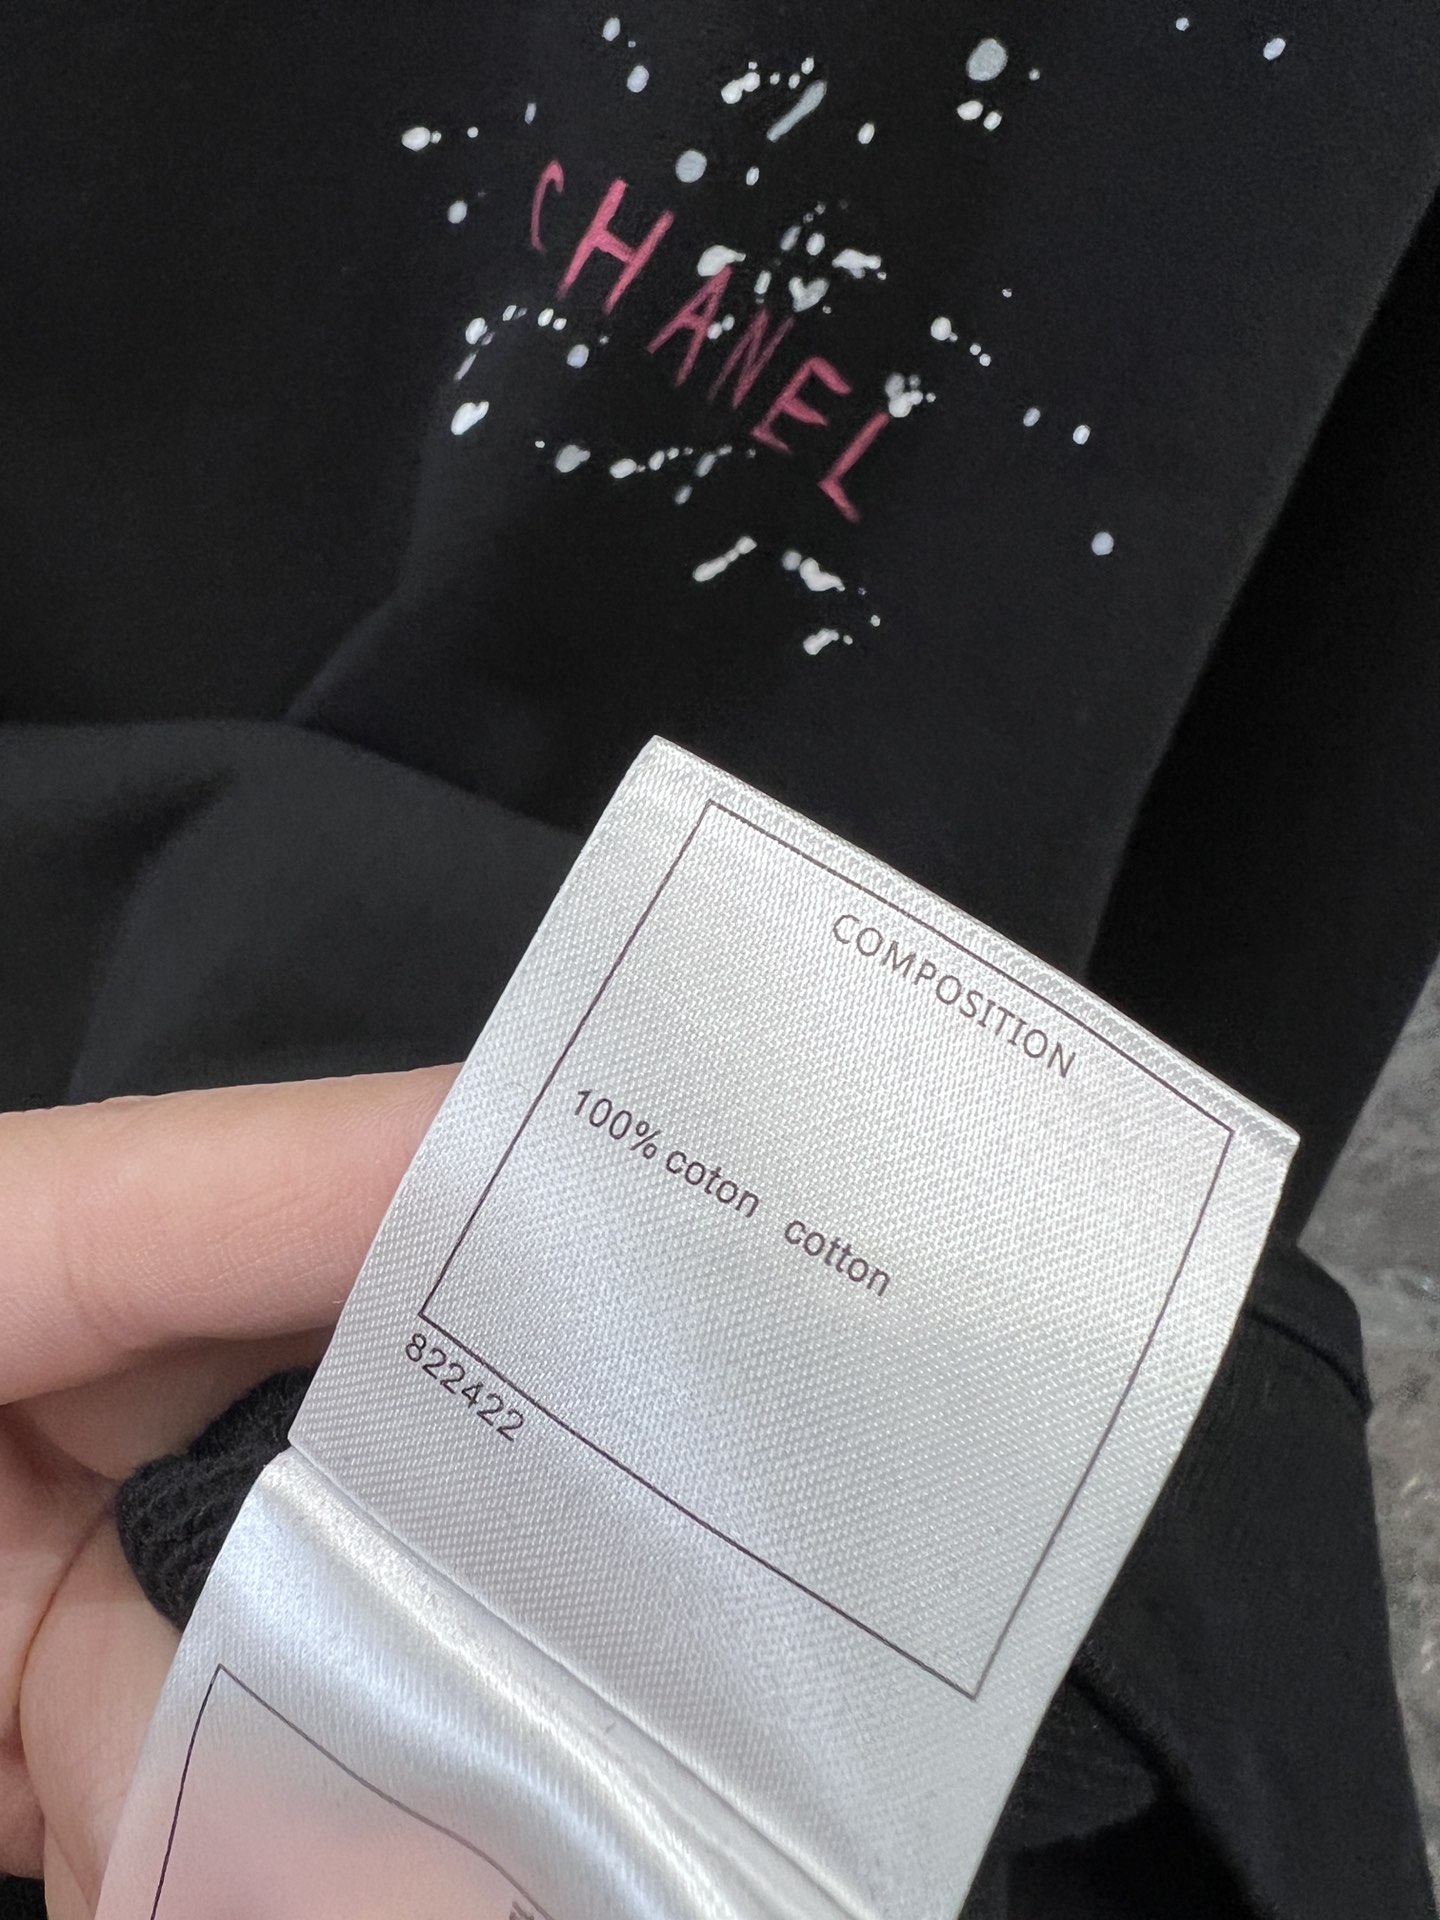 CHANEL
COMPOSITION
100% coton cotton
822422